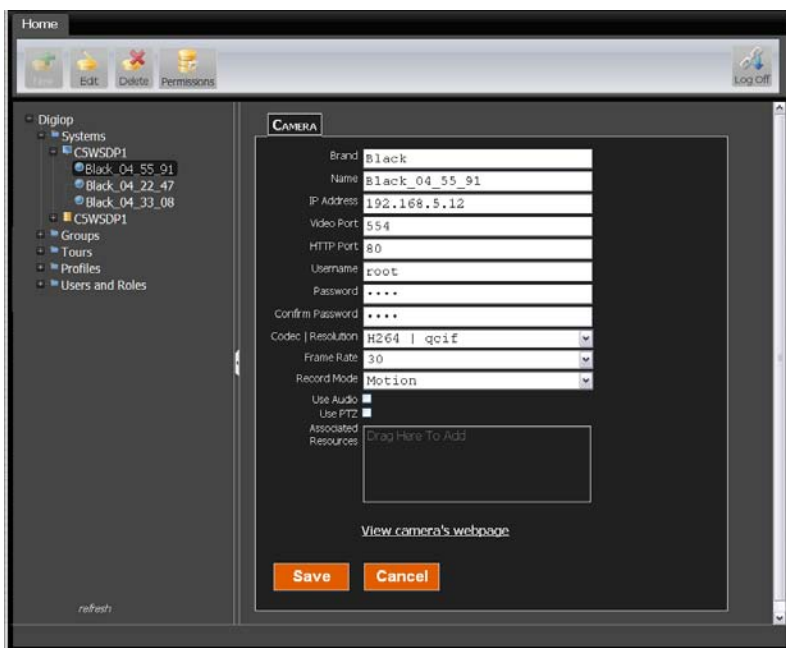 Home
New
Edit
Delete
Permissions
Log Off
Digiop
Systems
C5WSDP1
Black_04_55_91
Black_04_22_47
Black_04_33_08
C5WSDP1
Groups
Tours
Profiles
Users and Roles
refresh
CAMERA
Brand Black
Name Black_04_55_91
IP Address 192.168.5.12
Video Port 554
HTTP Port 80
Username root
Password ••••
Confirm Password ••••
Codec | Resolution H264 | qcif
Frame Rate 30
Record Mode Motion
Use Audio
Use PTZ
Associated Resources Drag Here To Add
View camera's webpage
Save Cancel